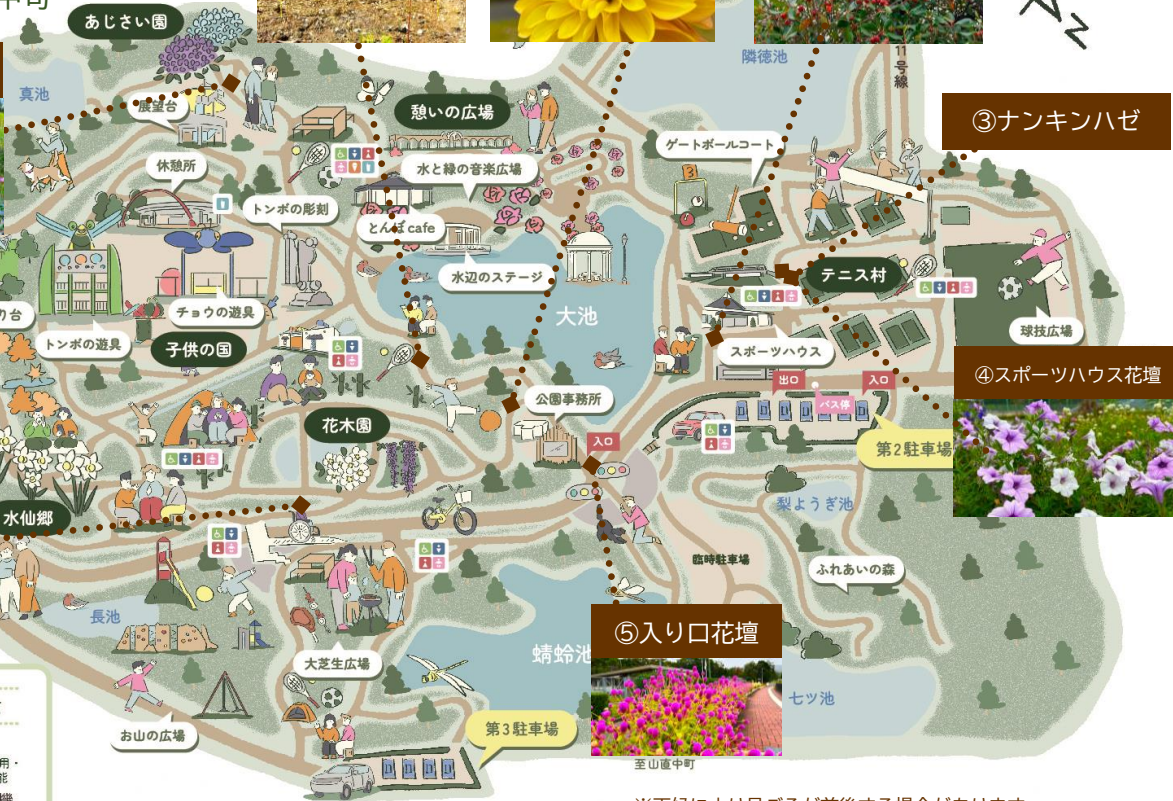 あじさい園
隣徳池
11号線
真池
展望台
憩いの広場
③ナンキンハゼ
休憩所
水と緑の音楽広場
ゲートボールコート
トンボの彫刻
とんぼcafe
水辺のステージ
テニス村
大池
チョウの遊具
り台
トンボの遊具
子供の国
スポーツハウス
球技広場
④スポーツハウス花壇
出口
入口
バス停
公園事務所
花木園
入口
第2駐車場
梨ようぎ池
水仙郷
臨時駐車場
ふれあいの森
長池
⑤入り口花壇
大芝生広場
蜻蛉池
七ツ池
お山の広場
第3駐車場
至山直中町
用・
能